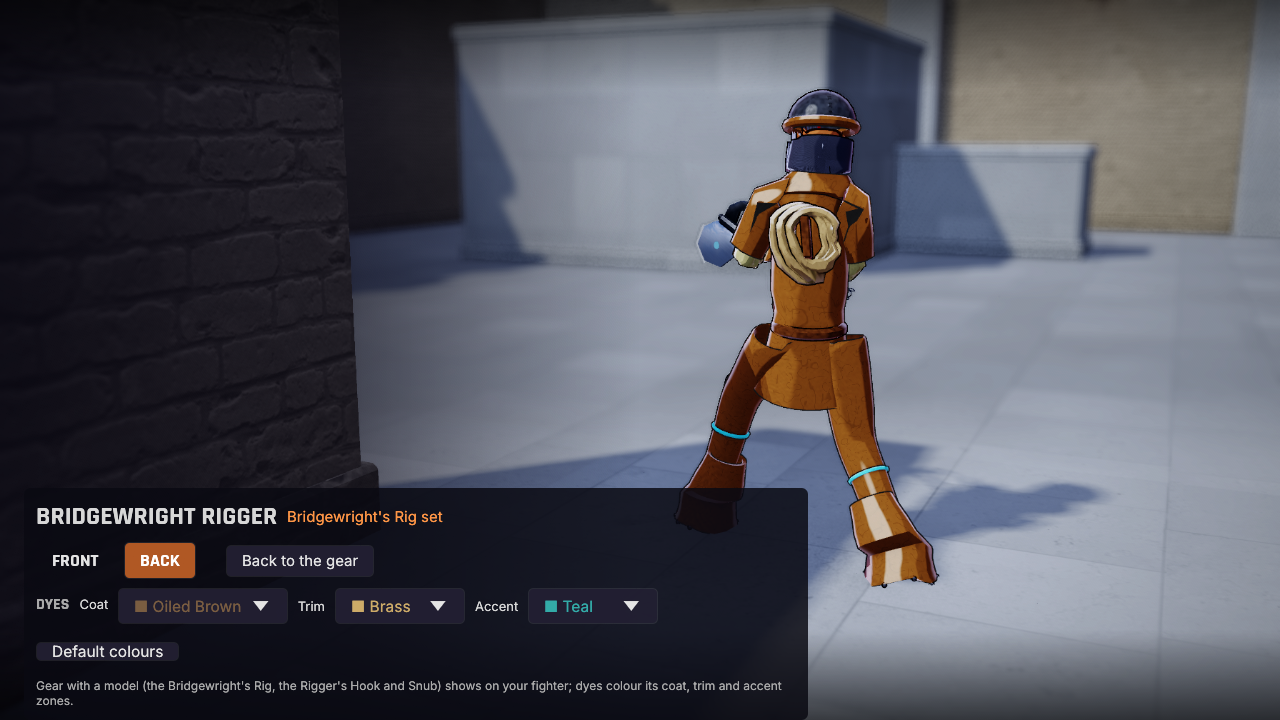 BRIDGEWRIGHT RIGGER Bridgewright's Rig set
FRONT BACK Back to the gear
DYES Coat Oiled Brown Trim Brass Accent Teal
Default colours
Gear with a model (the Bridgewright's Rig, the Rigger's Hook and Snub) shows on your fighter; dyes colour its coat, trim and accent
zones.